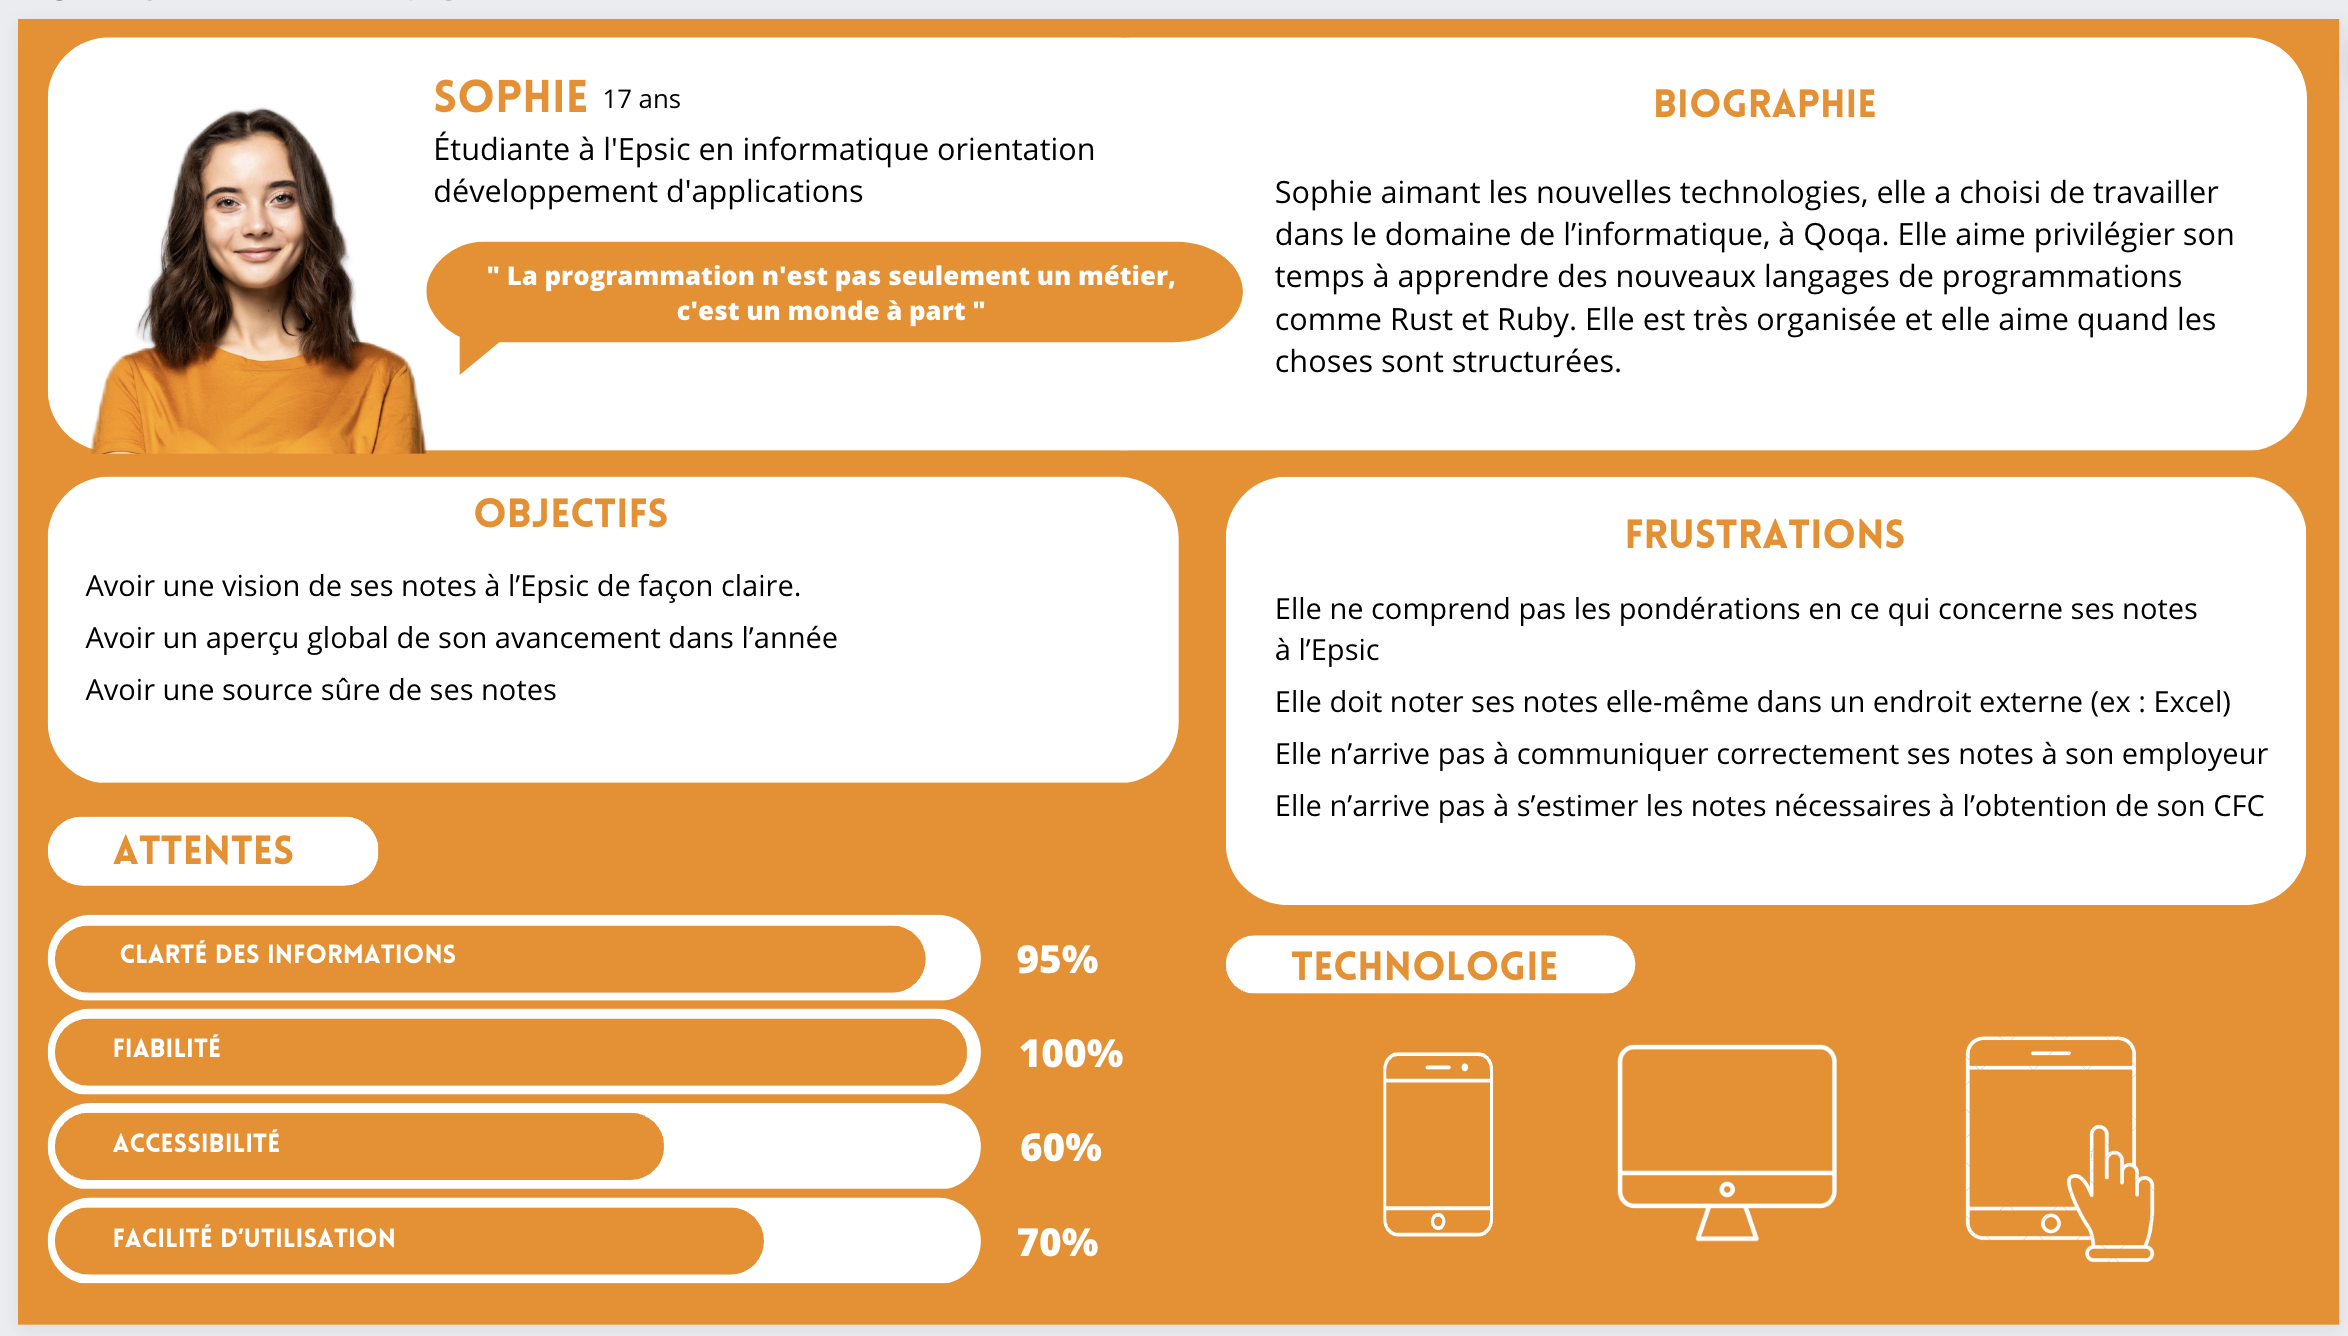 SOPHIE 17 ans
Étudiante à l'Epsic en informatique orientation
développement d'applications
" La programmation n'est pas seulement un métier,
c'est un monde à part "
BIOGRAPHIE
Sophie aimant les nouvelles technologies, elle a choisi de travailler
dans le domaine de l’informatique, à Qoqa. Elle aime privilégier son
temps à apprendre des nouveaux langages de programmations
comme Rust et Ruby. Elle est très organisée et elle aime quand les
choses sont structurées.
OBJECTIFS
Avoir une vision de ses notes à l’Epsic de façon claire.
Avoir un aperçu global de son avancement dans l’année
Avoir une source sûre de ses notes
FRUSTRATIONS
Elle ne comprend pas les pondérations en ce qui concerne ses notes
à l’Epsic
Elle doit noter ses notes elle-même dans un endroit externe (ex : Excel)
Elle n’arrive pas à communiquer correctement ses notes à son employeur
Elle n’arrive pas à s’estimer les notes nécessaires à l’obtention de son CFC
ATTENTES
CLARTÉ DES INFORMATIONS 95%
FIABILITÉ 100%
ACCESSIBILITÉ 60%
FACILITÉ D'UTILISATION 70%
TECHNOLOGIE